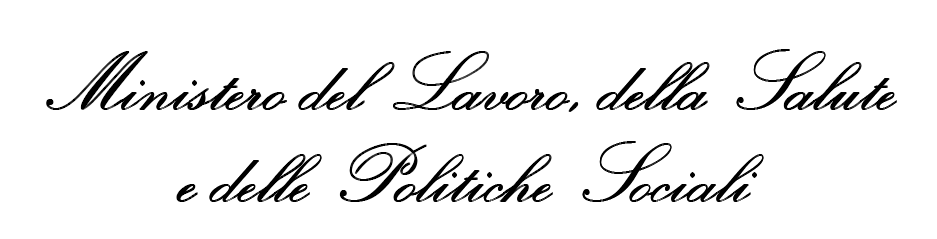 Ministero del Lavoro, della Salute
e delle Politiche Sociali